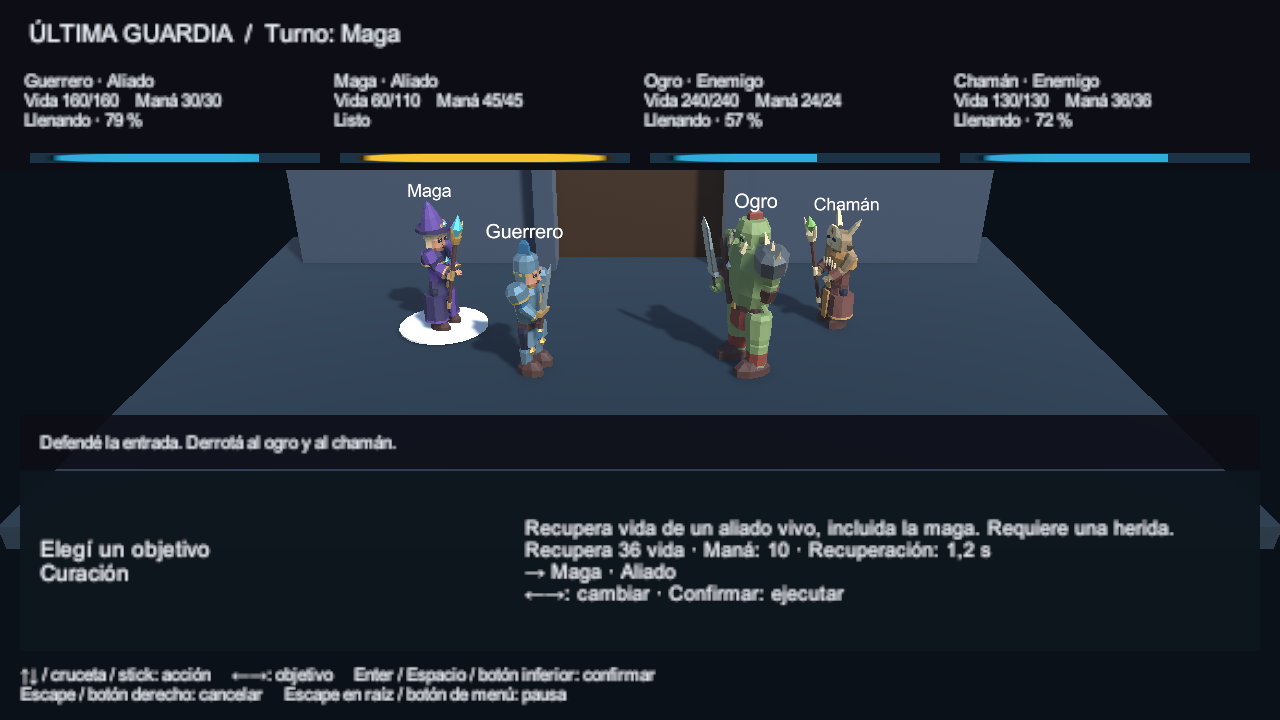 ÚLTIMA GUARDIA / Turno: Maga
Guerrero · Aliado
Vida 160/160 Maná 30/30
Llenando · 79 %
Maga · Aliado
Vida 60/110 Maná 45/45
Listo
Ogro · Enemigo
Vida 240/240 Maná 24/24
Llenando · 57 %
Chamán · Enemigo
Vida 130/130 Maná 36/36
Llenando · 72 %
Maga
Guerrero
Ogro
Chamán
Defendé la entrada. Derrotá al ogro y al chamán.
Elegí un objetivo
Curación
Recupera vida de un aliado vivo, incluida la maga. Requiere una herida.
Recupera 36 vida · Maná: 10 · Recuperación: 1,2 s
→ Maga · Aliado
←→: cambiar · Confirmar: ejecutar
↑↓ / cruceta / stick: acción ←→: objetivo Enter / Espacio / botón inferior: confirmar
Escape / botón derecho: cancelar Escape en raíz / botón de menú: pausa